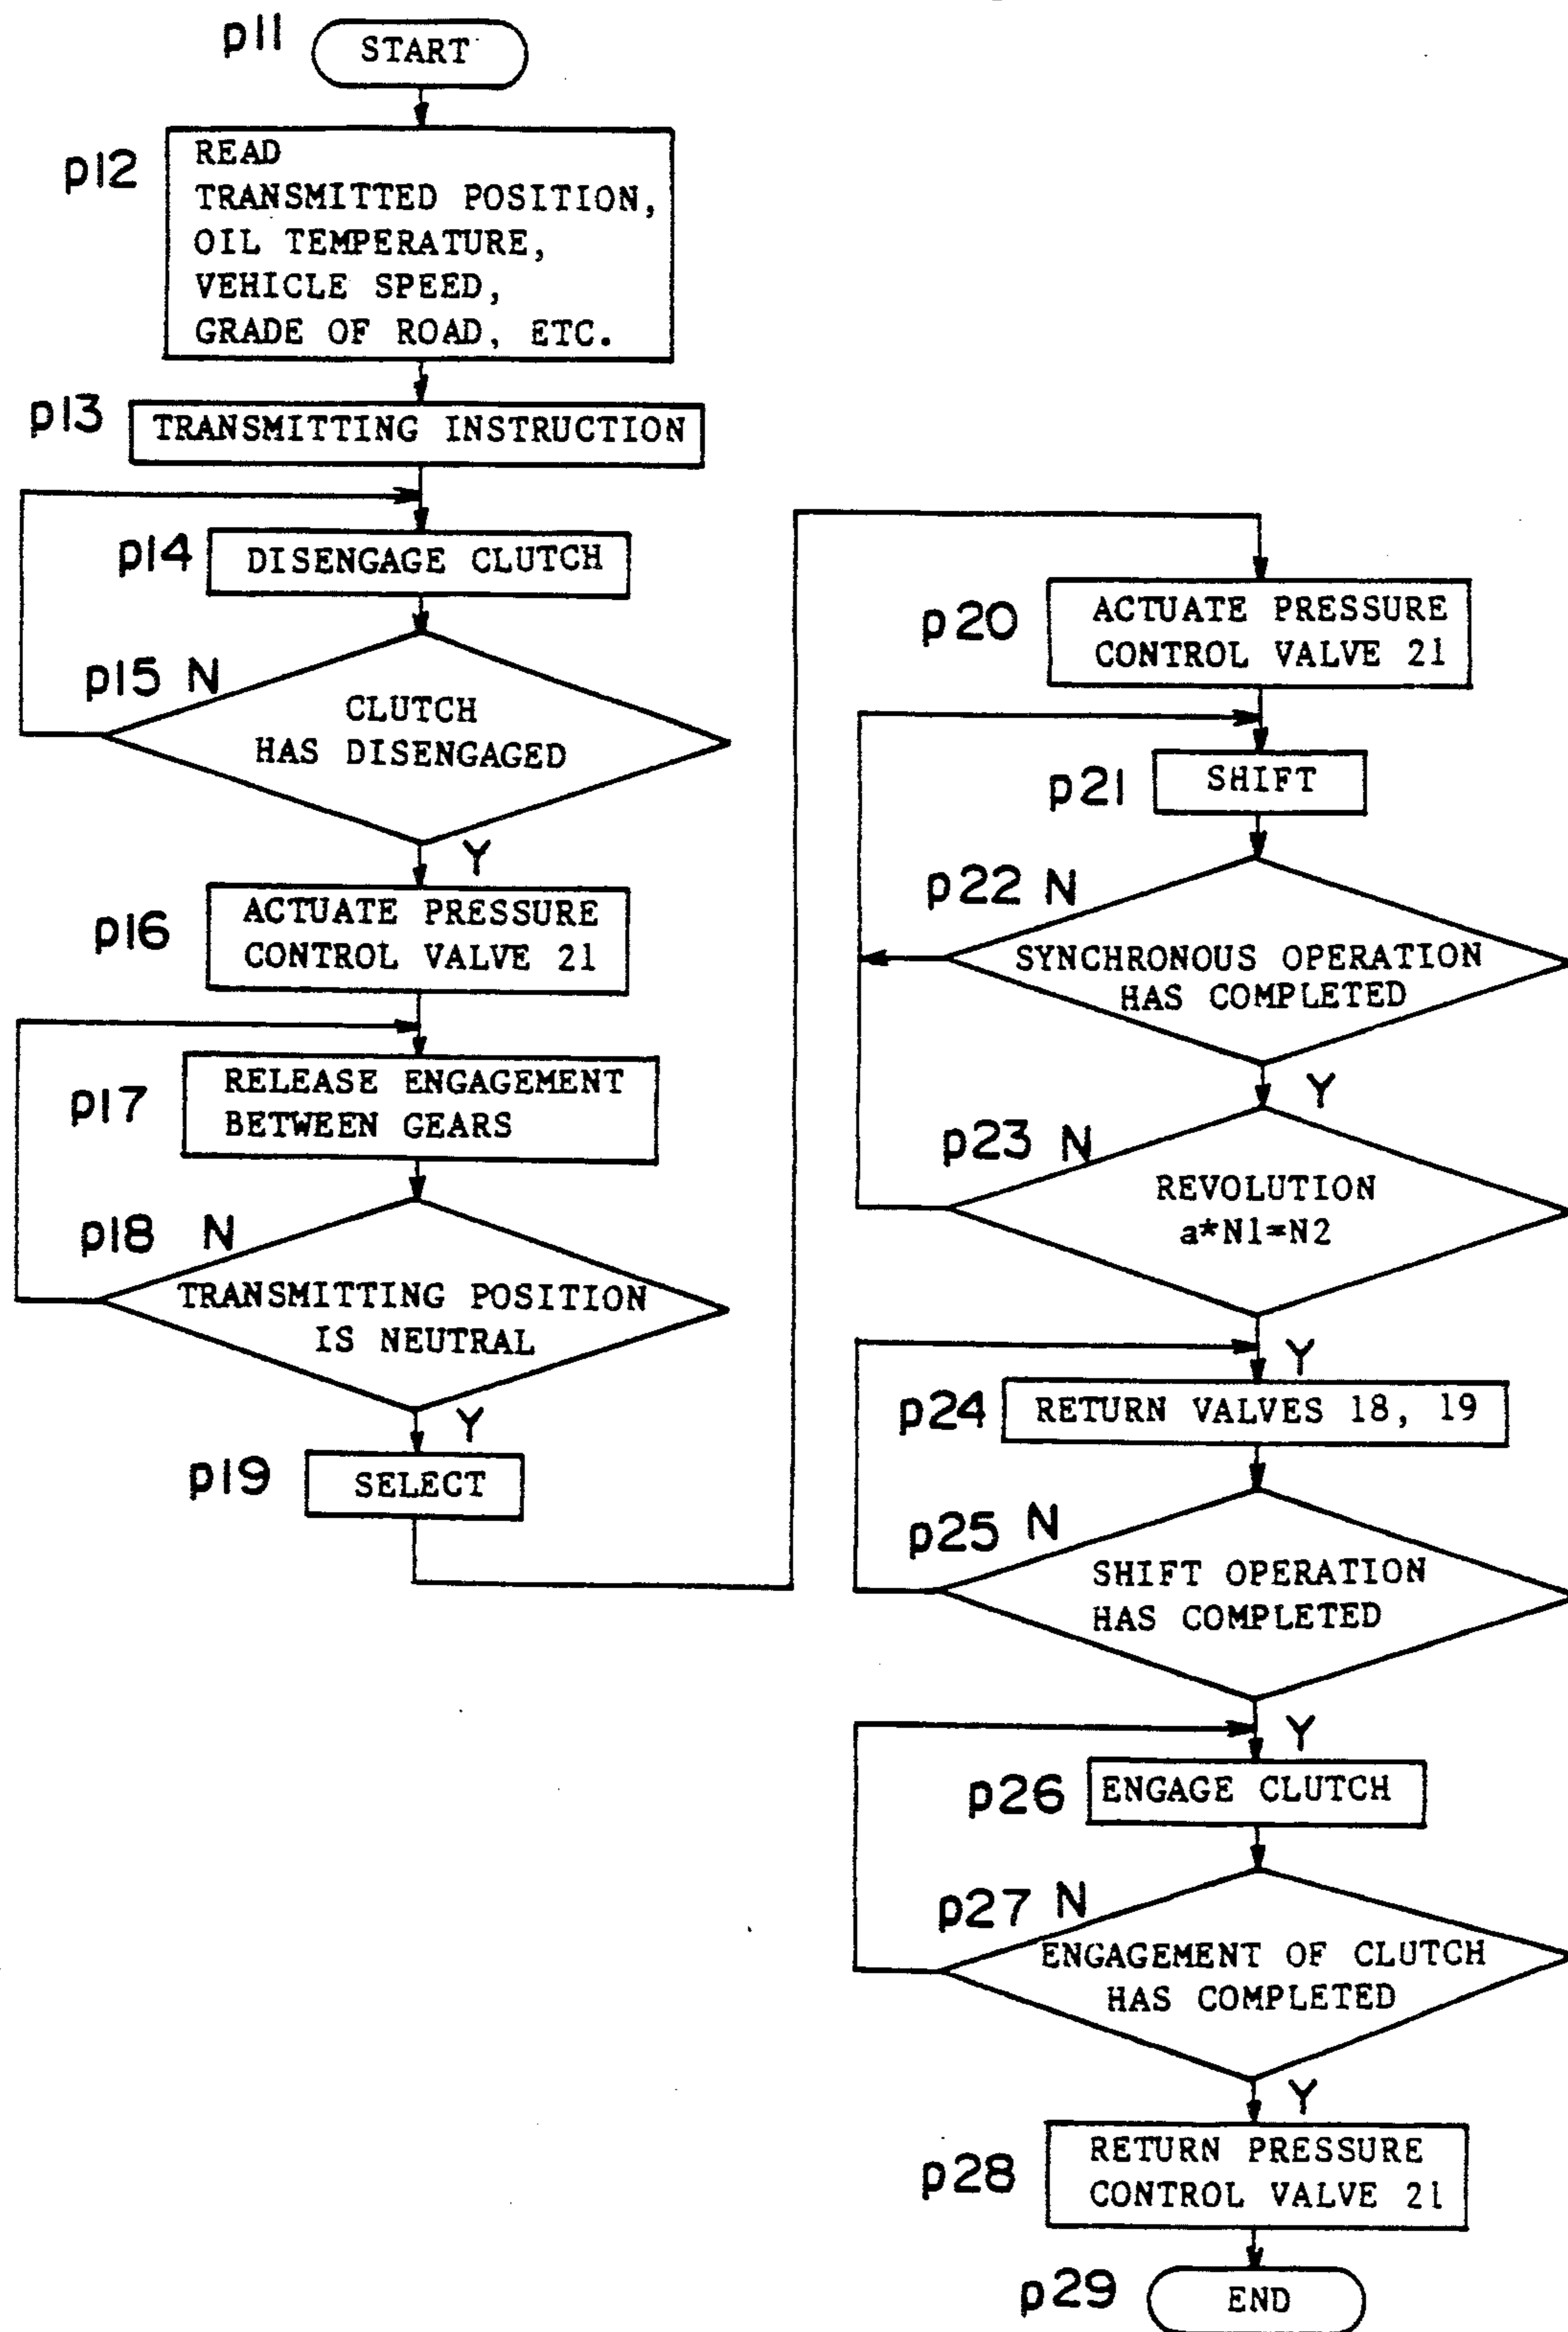 p11
START
p12
READ
TRANSMITTED POSITION,
OIL TEMPERATURE,
VEHICLE SPEED,
GRADE OF ROAD, ETC.
p13
TRANSMITTING INSTRUCTION
p14
DISENGAGE CLUTCH
p15 N
CLUTCH
HAS DISENGAGED
Y
p16
ACTUATE PRESSURE
CONTROL VALVE 21
p17
RELEASE ENGAGEMENT
BETWEEN GEARS
p18 N
TRANSMITTING POSITION
IS NEUTRAL
Y
p19
SELECT
p20
ACTUATE PRESSURE
CONTROL VALVE 21
p21
SHIFT
p22 N
SYNCHRONOUS OPERATION
HAS COMPLETED
Y
p23 N
REVOLUTION
a*N1=N2
Y
p24
RETURN VALVES 18, 19
p25 N
SHIFT OPERATION
HAS COMPLETED
Y
p26
ENGAGE CLUTCH
p27 N
ENGAGEMENT OF CLUTCH
HAS COMPLETED
Y
p28
RETURN PRESSURE
CONTROL VALVE 21
p29
END